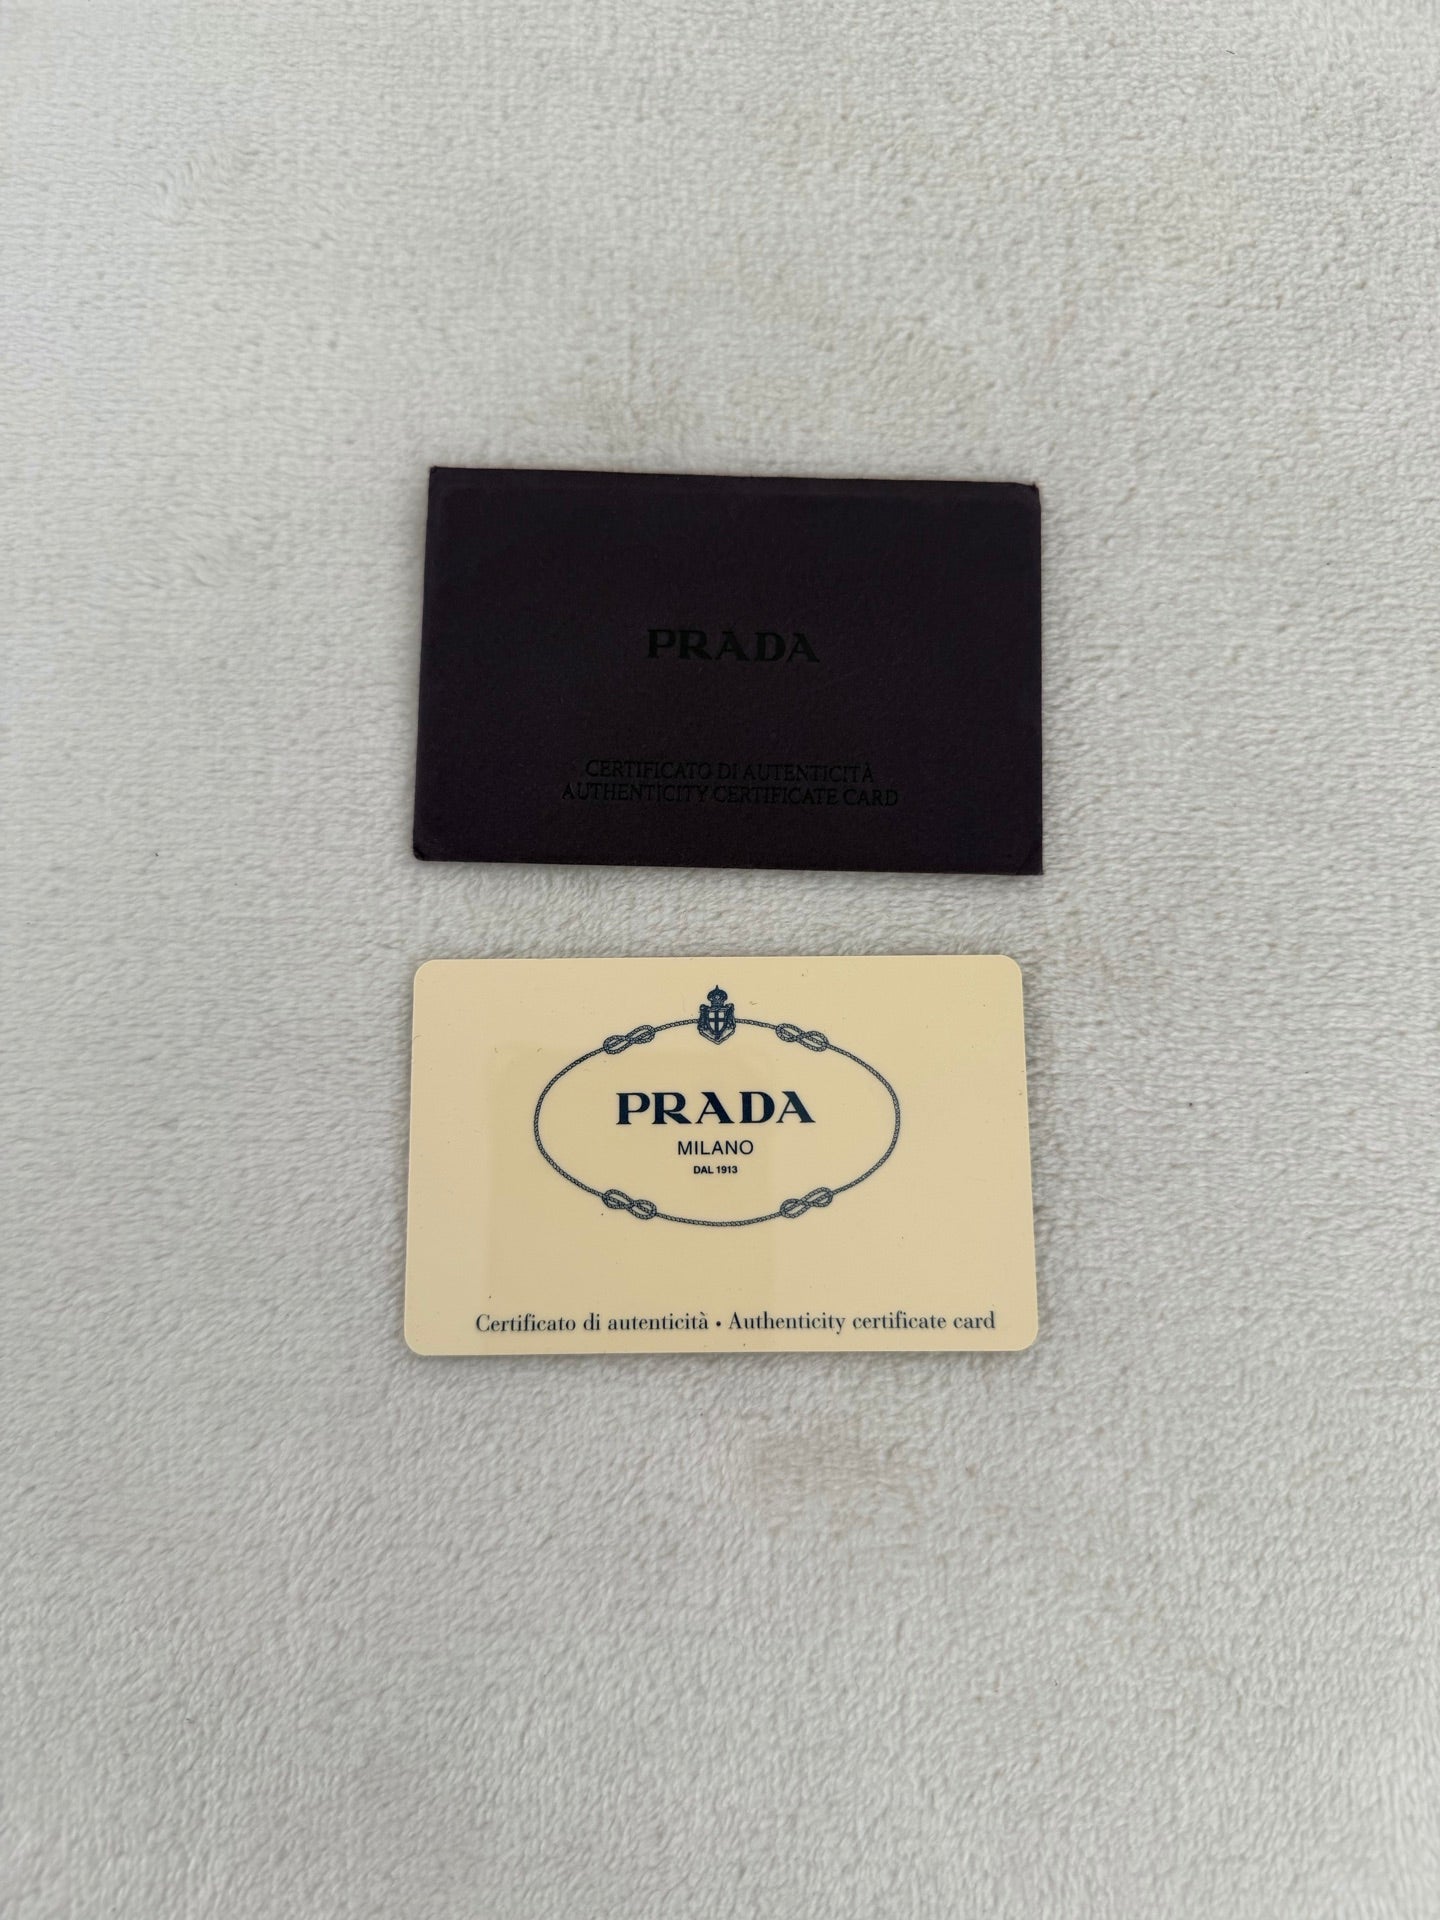 PRADA
CERTIFICATO DI AUTENTICITÀ
AUTHENTICITY CERTIFICATE CARD
PRADA
MILANO
DAL 1913
Certificato di autenticità • Authenticity certificate card